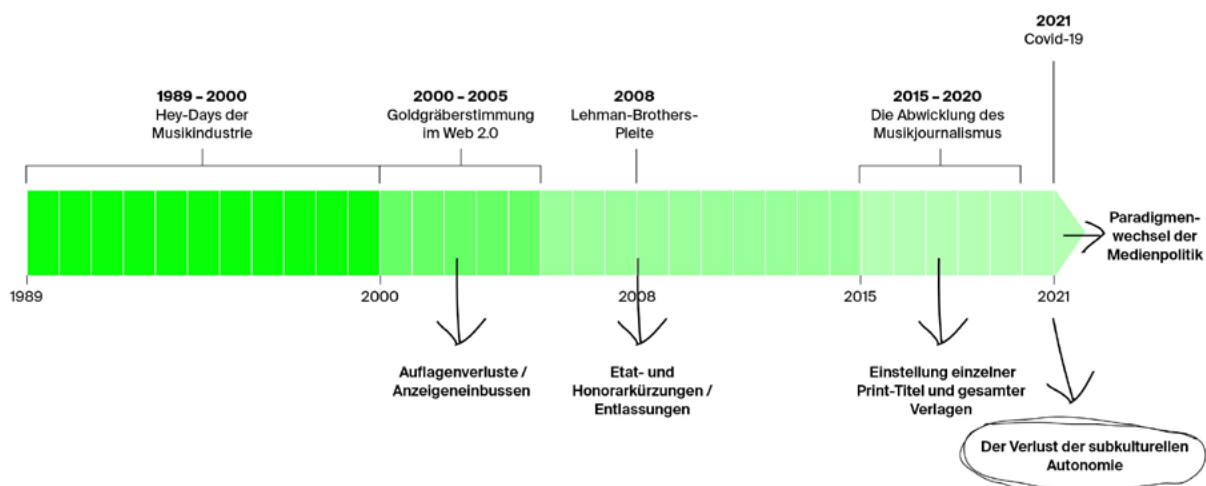 2021
Covid-19
1989 – 2000
Hey-Days der
Musikindustrie
2000 – 2005
Goldgräberstimmung
im Web 2.0
2008
Lehman-Brothers-
Pleite
2015 – 2020
Die Abwicklung des
Musikjournalismus
Paradigmen-
wechsel der
Medienpolitik
1989
2000
2008
2015
2021
Auflagenverluste /
Anzeigeneinbussen
Etat- und
Honorarkürzungen /
Entlassungen
Einstellung einzelner
Print-Titel und gesamter
Verlagen
Der Verlust der subkulturellen
Autonomie